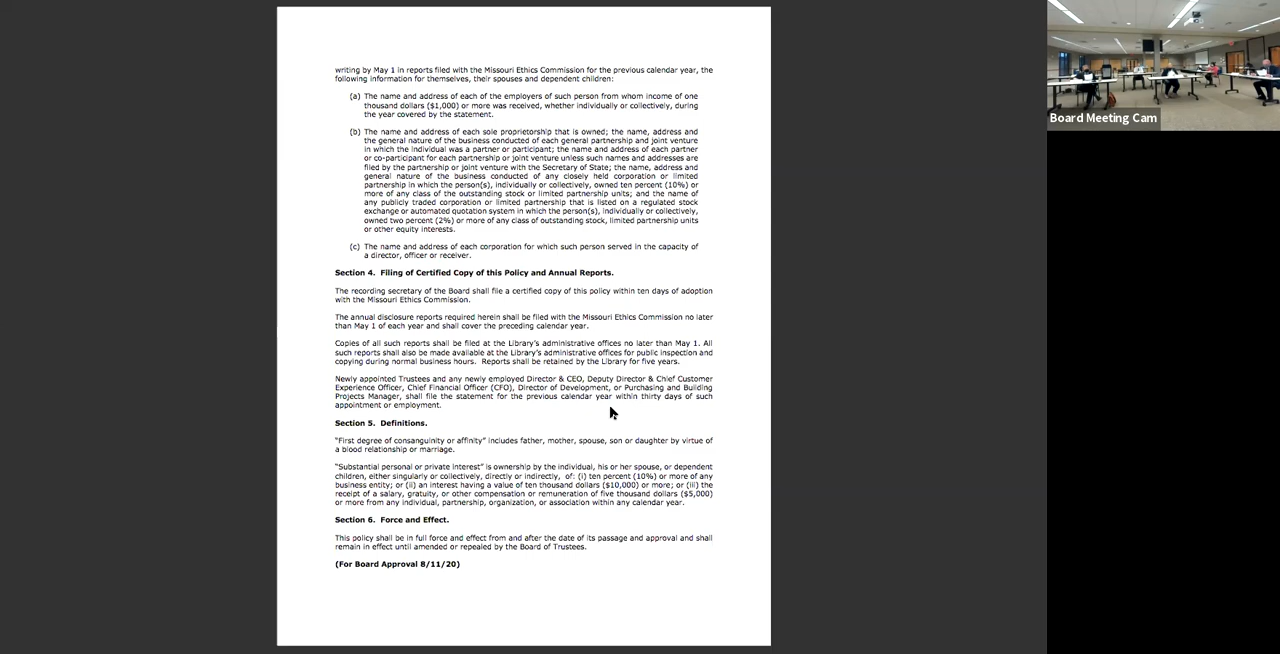 writing by May 1 in reports filed with the Missouri Ethics Commission for the previous calendar year, the
following information for themselves, their spouses and dependent children:
(a) The name and address of each of the employers of such person from whom income of one
thousand dollars ($1,000) or more was received, whether individually or collectively, during
the year covered by the statement.
(b) The name and address of each sole proprietorship that is owned; the name, address and
the general nature of the business conducted of each general partnership and joint venture
in which the individual was a partner or participant; the name and address of each partner
or co-participant for each partnership or joint venture unless such names and addresses are
filed by the partnership or joint venture with the Secretary of State; the name, address and
general nature of the business conducted of any closely held corporation or limited
partnership in which the person(s), individually or collectively, owned ten percent (10%) or
more of any class of the outstanding stock or limited partnership units; and the name of
any publicly traded corporation or limited partnership that is listed on a regulated stock
exchange or automated quotation system in which the person(s), individually or collectively,
owned two percent (2%) or more of any class of outstanding stock, limited partnership units
or other equity interests.
(c) The name and address of each corporation for which such person served in the capacity of
a director, officer or receiver.
Section 4. Filing of Certified Copy of this Policy and Annual Reports.
The recording secretary of the Board shall file a certified copy of this policy within ten days of adoption
with the Missouri Ethics Commission.
The annual disclosure reports required herein shall be filed with the Missouri Ethics Commission no later
than May 1 of each year and shall cover the preceding calendar year.
Copies of all such reports shall be filed at the Library's administrative offices no later than May 1. All
such reports shall also be made available at the Library's administrative offices for public inspection and
copying during normal business hours. Reports shall be retained by the Library for five years.
Newly appointed Trustees and any newly employed Director & CEO, Deputy Director & Chief Customer
Experience Officer, Chief Financial Officer (CFO), Director of Development, or Purchasing and Building
Projects Manager, shall file the statement for the previous calendar year within thirty days of such
appointment or employment.
Section 5. Definitions.
"First degree of consanguinity or affinity" includes father, mother, spouse, son or daughter by virtue of
a blood relationship or marriage.
"Substantial personal or private interest" is ownership by the individual, his or her spouse, or dependent
children, either singularly or collectively, directly or indirectly, of: (i) ten percent (10%) or more of any
business entity; or (ii) an interest having a value of ten thousand dollars ($10,000) or more; or (iii) the
receipt of a salary, gratuity, or other compensation or remuneration of five thousand dollars ($5,000)
or more from any individual, partnership, organization, or association within any calendar year.
Section 6. Force and Effect.
This policy shall be in full force and effect from and after the date of its passage and approval and shall
remain in effect until amended or repealed by the Board of Trustees.
(For Board Approval 8/11/20)
Board Meeting Cam